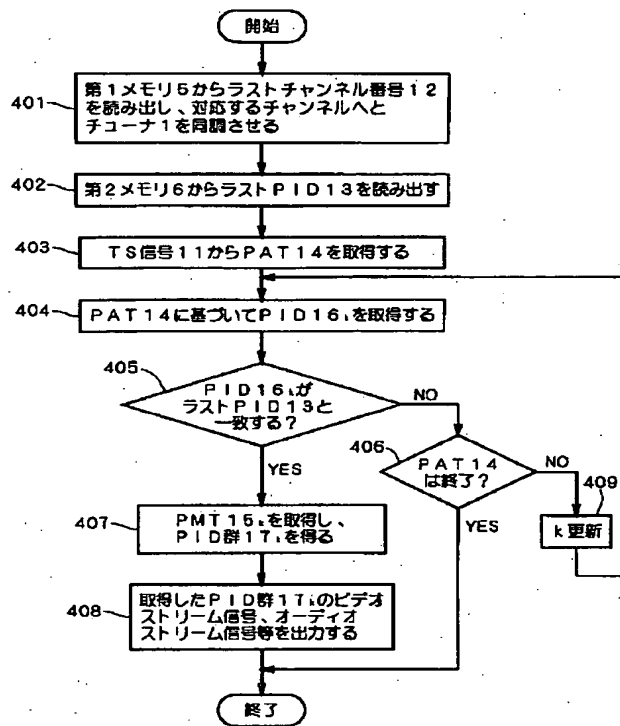 開始
401
第1メモリ5からラストチャンネル番号12
を読み出し、対応するチャンネルへと
チューナ1を同調させる
402
第2メモリ6からラストPID13を読み出す
403
TS信号11からPAT14を取得する
404
PAT14に基づいてPID16kを取得する
405
PID16kが
ラストPID13と
一致する?
NO
YES
406
PAT14
は終了?
NO
YES
409
k更新
407
PMT15kを取得し、
PID群17kを得る
408
取得したPID群17kのビデオ
ストリーム信号、オーディオ
ストリーム信号等を出力する
終了